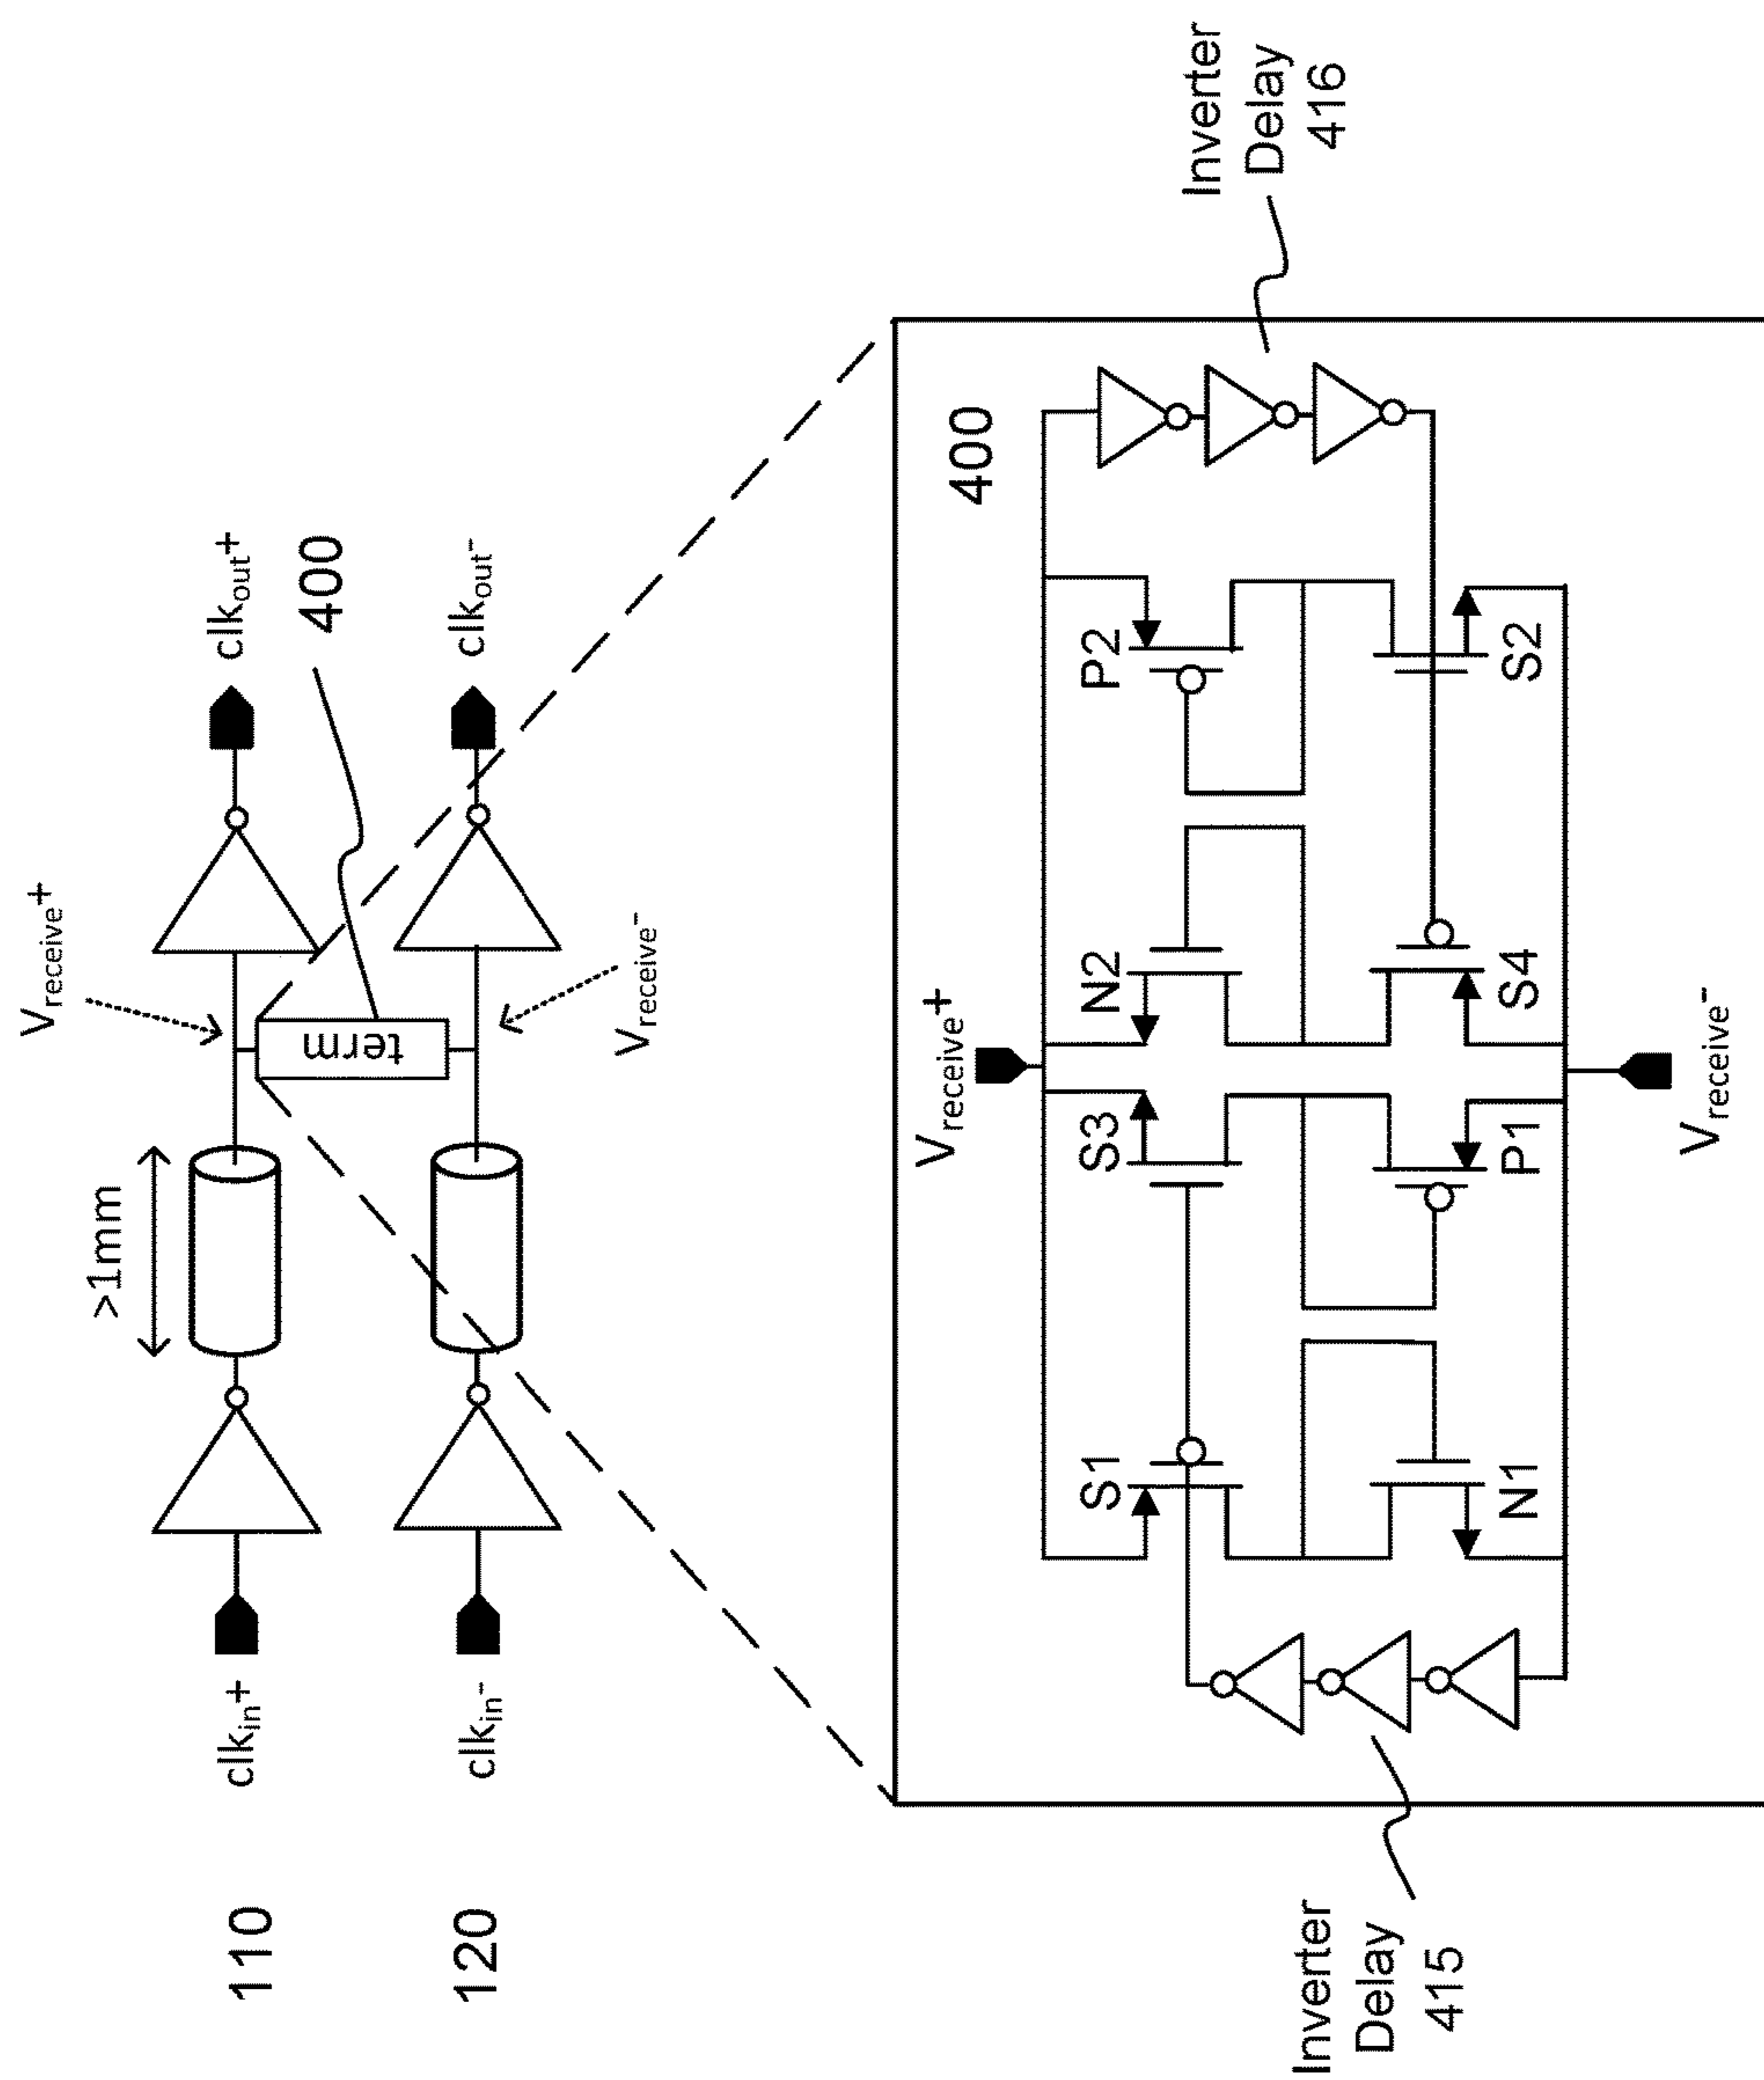 110
120
clkin+
clkin-
>1mm
Vreceive+
Vreceive-
term
400
clkout+
clkout-
400
Vreceive+
Vreceive-
S1
S3
N2
P2
N1
P1
S4
S2
Inverter
Delay
415
Inverter
Delay
416